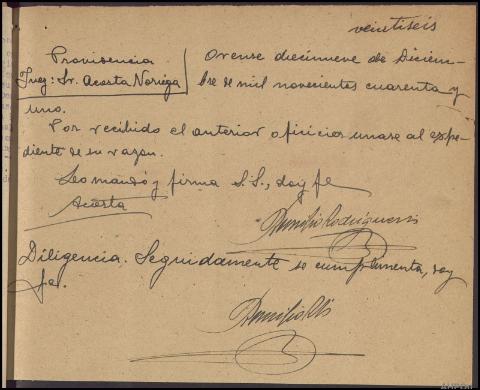 veintiseis
Providencia
Juez: Sr. Acosta Noriega
Orense diecinueve de Diciem-
bre de mil novecientos cuarenta y
uno.
Por recibido el anterior oficio unase al expe-
diente de su razon.
Lo mandó y firma S.S., doy fe
Acosta
Diligencia. Seguidamente se cumplimenta, doy
fe.